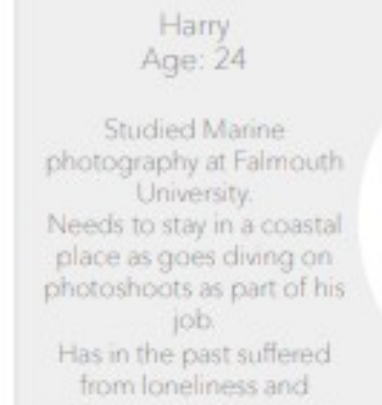 Harry
Age: 24
Studied Marine
photography at Falmouth
University.
Needs to stay in a coastal
place as goes diving on
photoshoots as part of his
job.
Has in the past suffered
from loneliness and